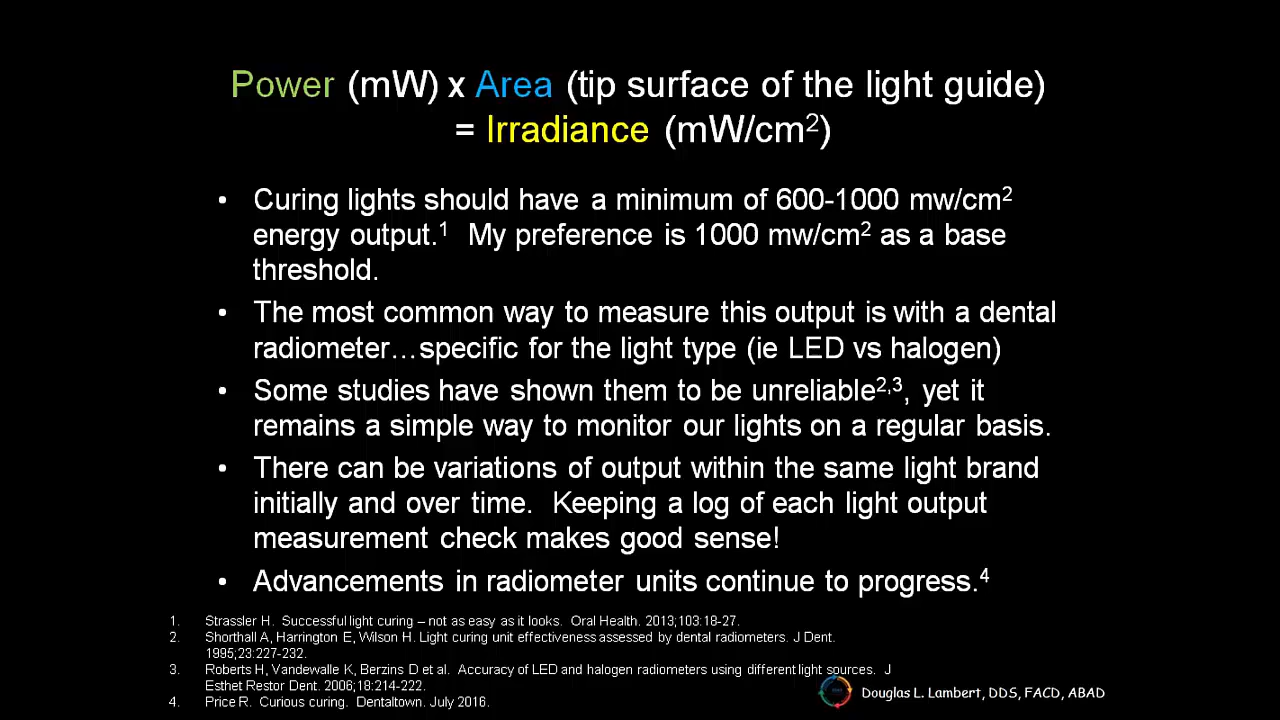 Power (mW) x Area (tip surface of the light guide)
= Irradiance (mW/cm²)
• Curing lights should have a minimum of 600-1000 mw/cm²
energy output.¹ My preference is 1000 mw/cm² as a base
threshold.
• The most common way to measure this output is with a dental
radiometer…specific for the light type (ie LED vs halogen)
• Some studies have shown them to be unreliable²,³, yet it
remains a simple way to monitor our lights on a regular basis.
• There can be variations of output within the same light brand
initially and over time. Keeping a log of each light output
measurement check makes good sense!
• Advancements in radiometer units continue to progress.⁴
1. Strassler H. Successful light curing – not as easy as it looks. Oral Health. 2013;103:18-27.
2. Shorthall A, Harrington E, Wilson H. Light curing unit effectiveness assessed by dental radiometers. J Dent.
1995;23:227-232.
3. Roberts H, Vandewalle K, Berzins D et al. Accuracy of LED and halogen radiometers using different light sources. J
Esthet Restor Dent. 2006;18:214-222.
4. Price R. Curious curing. Dentaltown. July 2016.
Douglas L. Lambert, DDS, FACD, ABAD